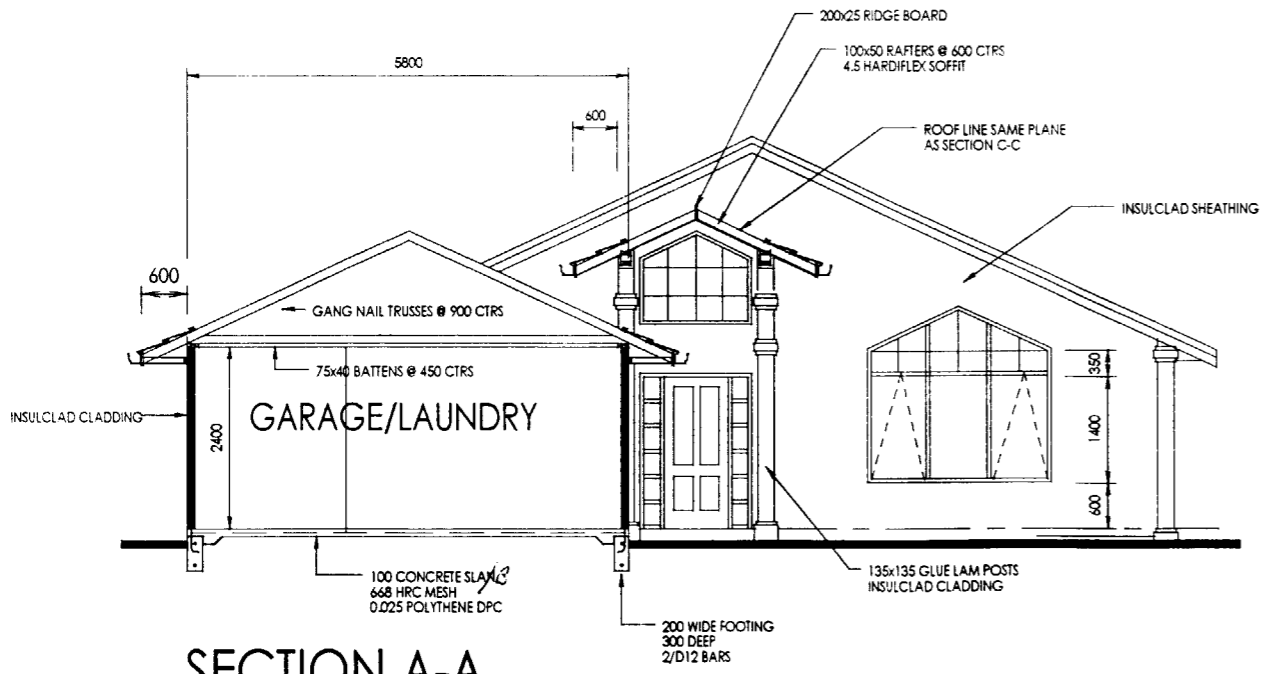 200x25 RIDGE BOARD
100x50 RAFTERS @ 600 CTRS
4.5 HARDIFLEX SOFFIT
5800
600
ROOF LINE SAME PLANE
AS SECTION C-C
INSULCLAD SHEATHING
600
GANG NAIL TRUSSES @ 900 CTRS
75x40 BATTENS @ 450 CTRS
INSULCLAD CLADDING
GARAGE/LAUNDRY
2400
350
1400
600
100 CONCRETE SLAB
668 HRC MESH
0.025 POLYTHENE DPC
135x135 GLUE LAM POSTS
INSULCLAD CLADDING
200 WIDE FOOTING
300 DEEP
2/D12 BARS
SECTION A-A